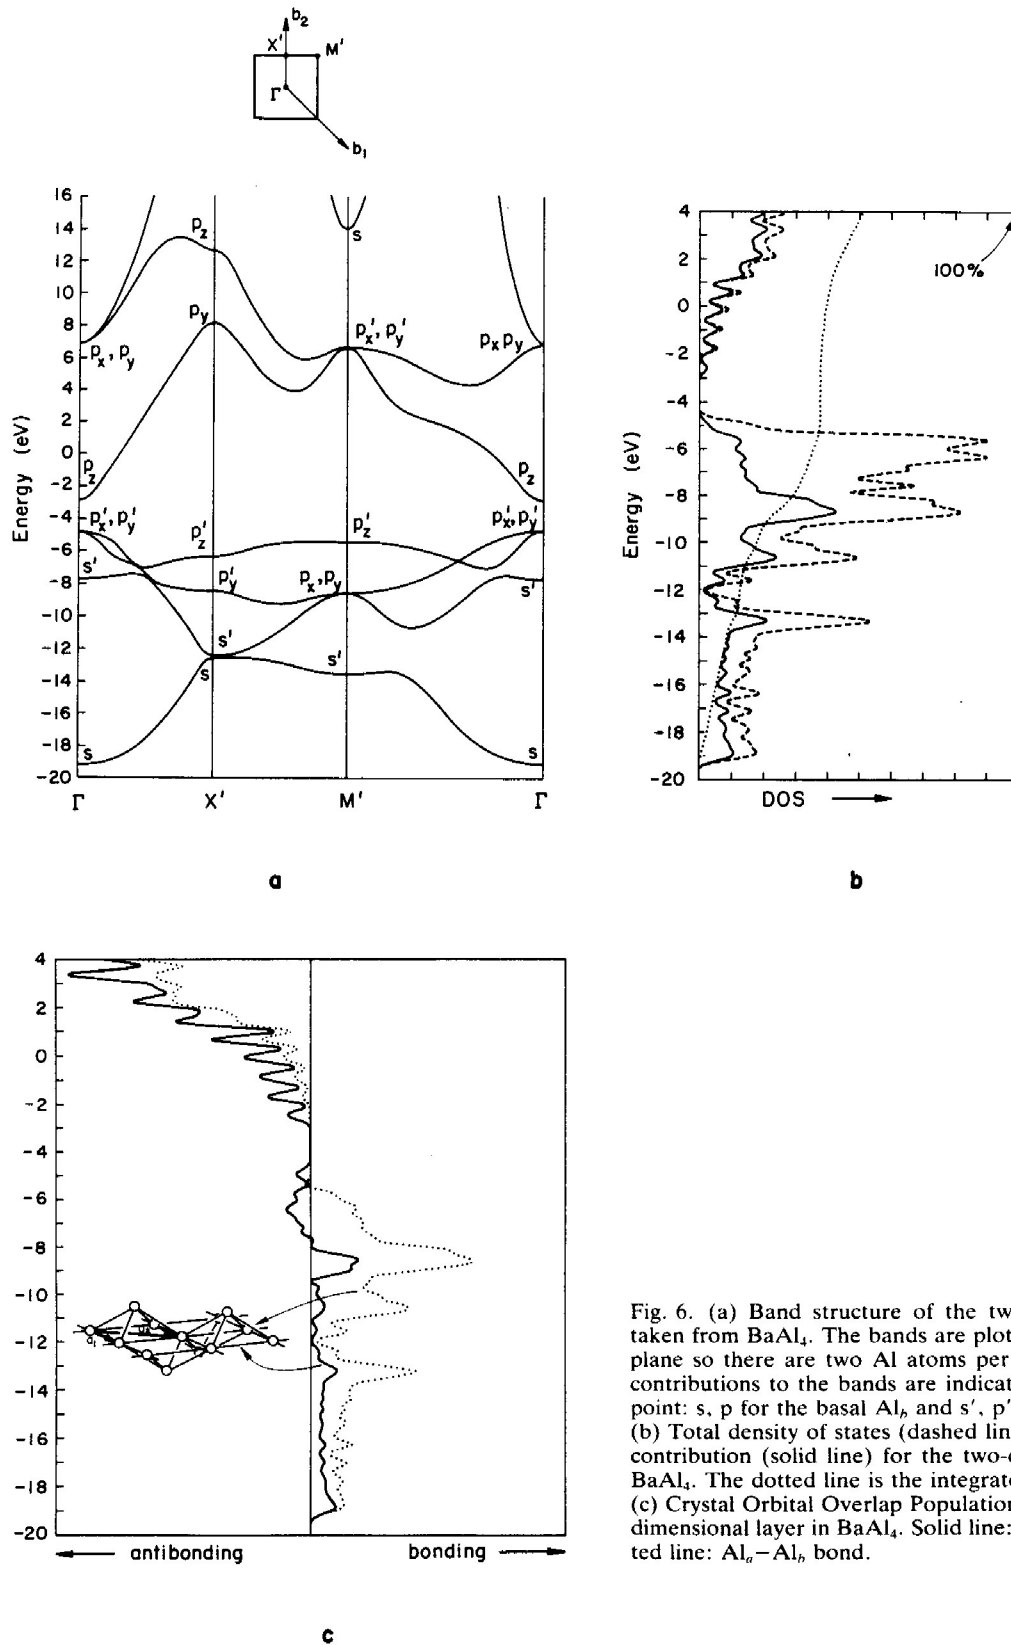 b2
X′ M′
Γ
b1
16
14
12
10
8
6
4
2
0
-2
-4
-6
-8
-10
-12
-14
-16
-18
-20
Energy (eV)
pz
s
py
px′, py′
px py
px, py
pz
pz
px′, py′
px′, py′
pz′
pz′
s′
py′
px, py
s′
s′
s′
s
s
s
Γ X′ M′ Γ
a
4
2
0
-2
-4
-6
-8
-10
-12
-14
-16
-18
-20
Energy (eV)
100%
DOS
b
4
2
0
-2
-4
-6
-8
-10
-12
-14
-16
-18
-20
antibonding bonding
c
Fig. 6. (a) Band structure of the tw
taken from BaAl4. The bands are plot
plane so there are two Al atoms per
contributions to the bands are indicat
point: s, p for the basal Alb and s′, p′
(b) Total density of states (dashed lin
contribution (solid line) for the two-
BaAl4. The dotted line is the integrat
(c) Crystal Orbital Overlap Population
dimensional layer in BaAl4. Solid line:
ted line: Ala−Alb bond.